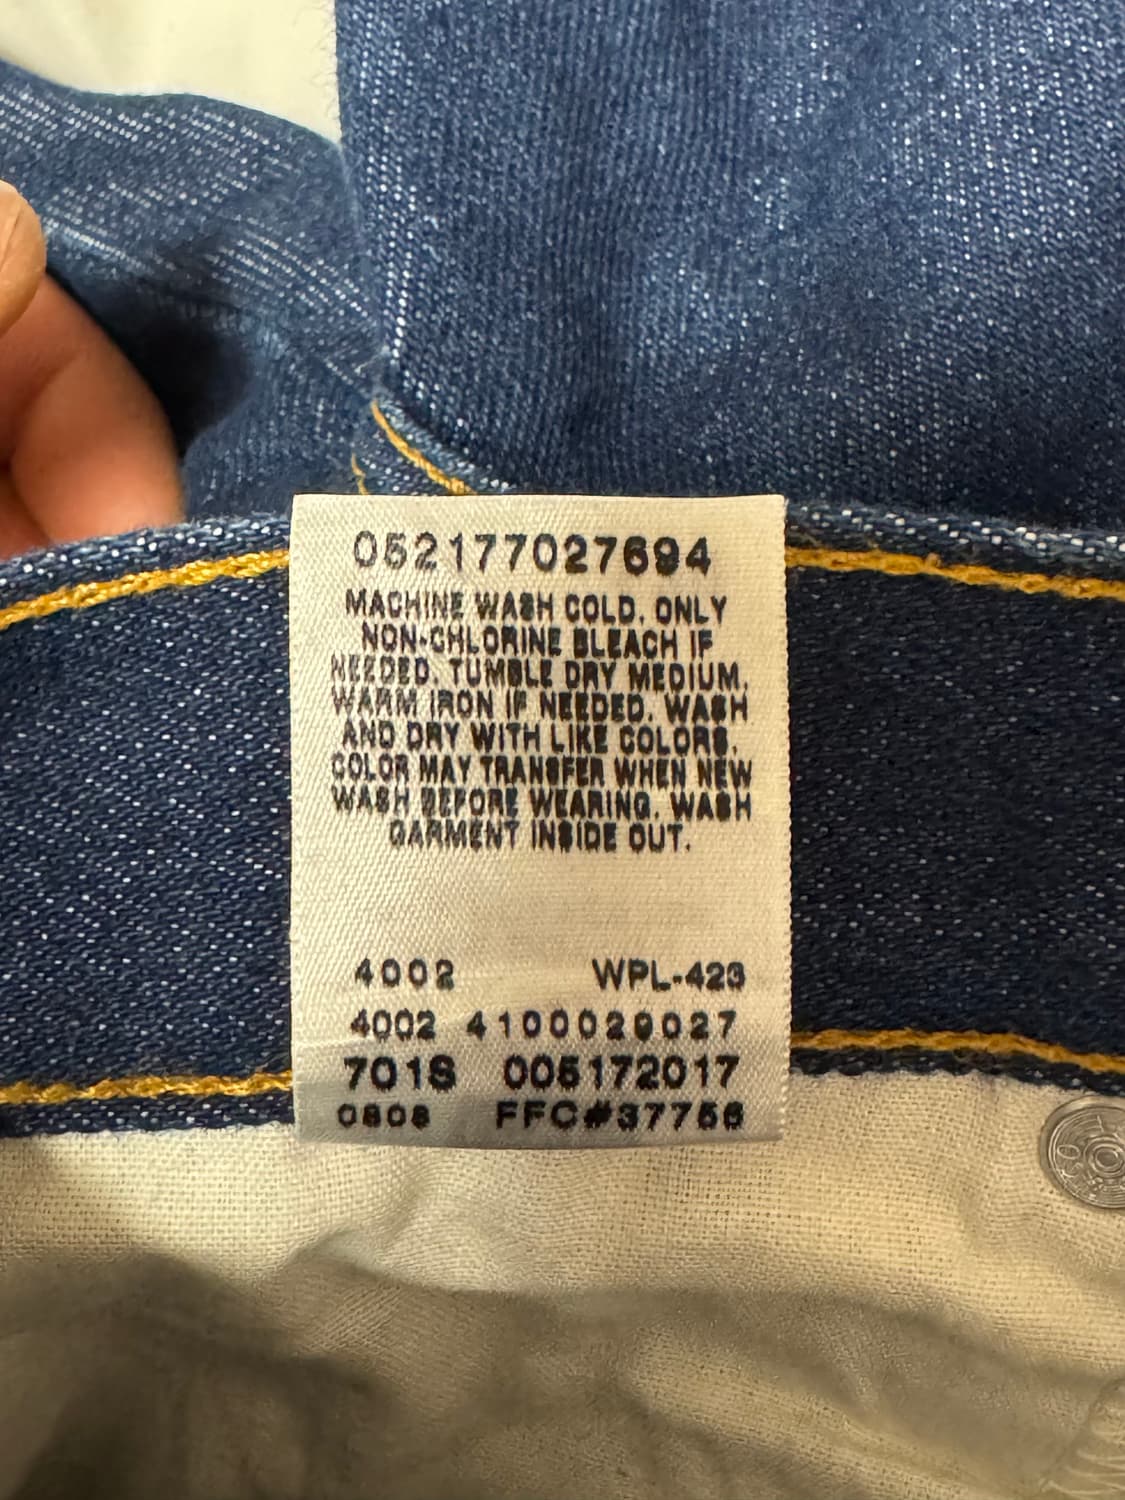 052177027694
MACHINE WASH COLD. ONLY
NON-CHLORINE BLEACH IF
NEEDED. TUMBLE DRY MEDIUM.
WARM IRON IF NEEDED. WASH
AND DRY WITH LIKE COLORS.
COLOR MAY TRANSFER WHEN NEW
WASH BEFORE WEARING. WASH
GARMENT INSIDE OUT.
4002 WPL-423
4002 4100029027
701S 005172017
0808 FFC#37756